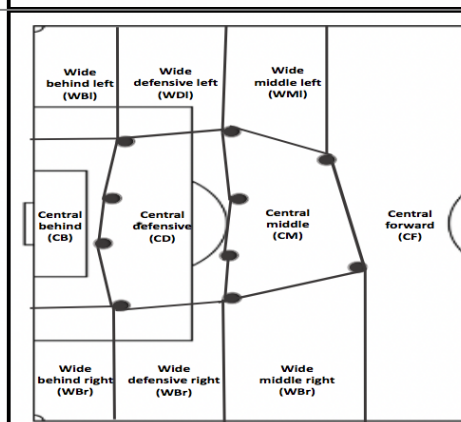 Wide
behind left
(WBl)
Wide
defensive left
(WDl)
Wide
middle left
(WMl)
Central
behind
(CB)
Central
defensive
(CD)
Central
middle
(CM)
Central
forward
(CF)
Wide
behind right
(WBr)
Wide
defensive right
(WBr)
Wide
middle right
(WBr)